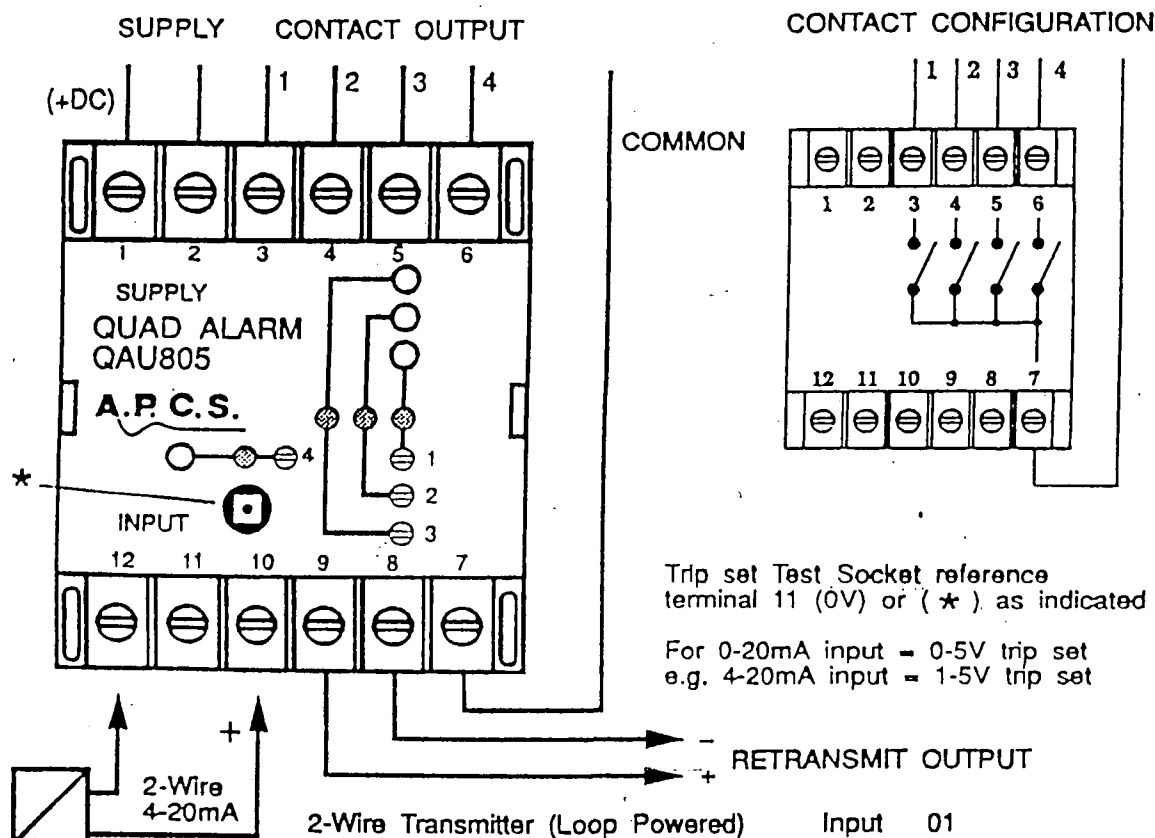 SUPPLY CONTACT OUTPUT
(+DC) 1 2 3 4
COMMON
1 2 3 4 5 6
SUPPLY
QUAD ALARM
QAU805
A.P.C.S.
4
1
2
3
*
INPUT
12 11 10 9 8 7
+
2-Wire
4-20mA
2-Wire Transmitter (Loop Powered) Input 01
-
+
RETRANSMIT OUTPUT
CONTACT CONFIGURATION
1 2 3 4
1 2 3 4 5 6
12 11 10 9 8 7
Trip set Test Socket reference
terminal 11 (0V) or ( * ) as indicated
For 0-20mA input = 0-5V trip set
e.g. 4-20mA input = 1-5V trip set